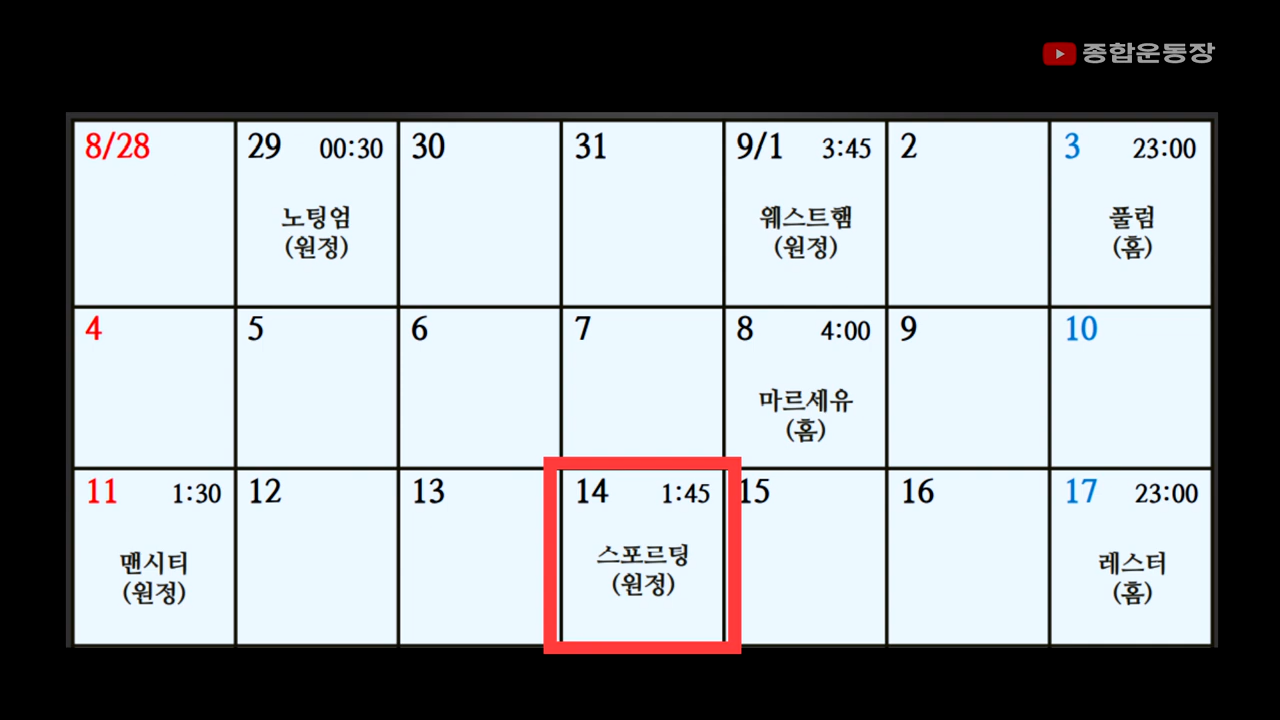 종합운동장
8/28
29 00:30
노팅엄
(원정)
30
31
9/1 3:45
웨스트햄
(원정)
2
3 23:00
풀럼
(홈)
4
5
6
7
8 4:00
마르세유
(홈)
9
10
11 1:30
맨시티
(원정)
12
13
14 1:45
스포르팅
(원정)
15
16
17 23:00
레스터
(홈)